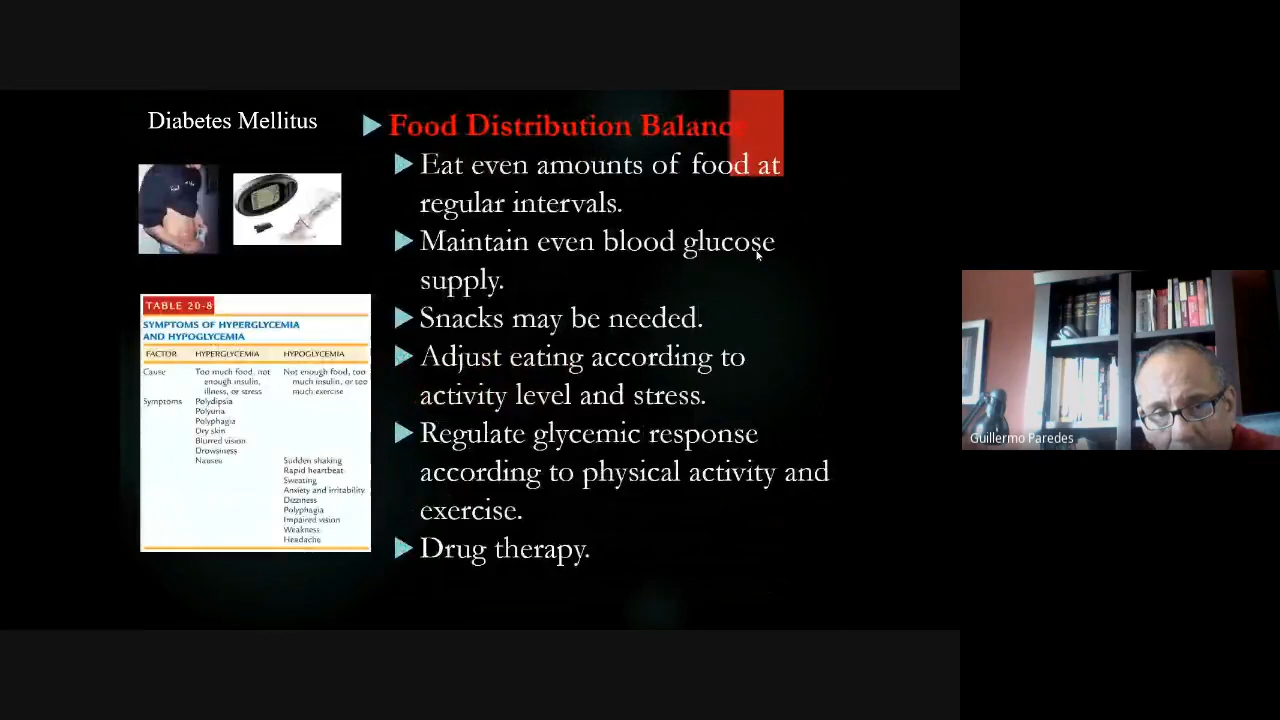 Diabetes Mellitus
Food Distribution Balance
Eat even amounts of food at
regular intervals.
Maintain even blood glucose
supply.
Snacks may be needed.
Adjust eating according to
activity level and stress.
Regulate glycemic response
according to physical activity and
exercise.
Drug therapy.
TABLE 20-8
SYMPTOMS OF HYPERGLYCEMIA
AND HYPOGLYCEMIA
FACTOR HYPERGLYCEMIA HYPOGLYCEMIA
Cause Too much food, not Not enough food, too
enough insulin, much insulin, or too
illness, or stress much exercise
Symptoms Polydipsia
Polyuria
Polyphagia
Dry skin
Blurred vision
Drowsiness
Nausea Sudden shaking
Rapid heartbeat
Sweating
Anxiety and irritability
Dizziness
Polyphagia
Impaired vision
Weakness
Headache
Guillermo Paredes